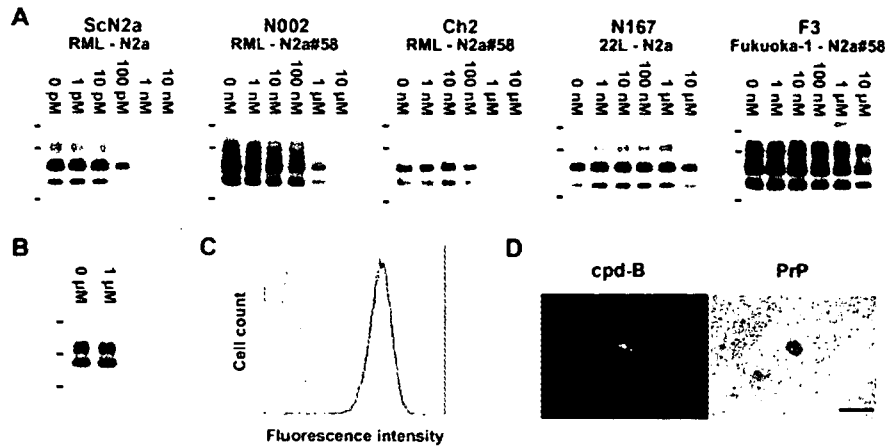 A
ScN2a
RML - N2a
0 pM
1 pM
10 pM
100 pM
1 nM
10 nM
N002
RML - N2a#58
0 nM
1 nM
10 nM
100 nM
1 µM
10 µM
Ch2
RML - N2a#58
0 nM
1 nM
10 nM
100 nM
1 µM
10 µM
N167
22L - N2a
0 nM
1 nM
10 nM
100 nM
1 µM
10 µM
F3
Fukuoka-1 - N2a#58
0 nM
1 nM
10 nM
100 nM
1 µM
10 µM
B
0 µM
1 µM
C
Cell count
Fluorescence intensity
D
cpd-B
PrP